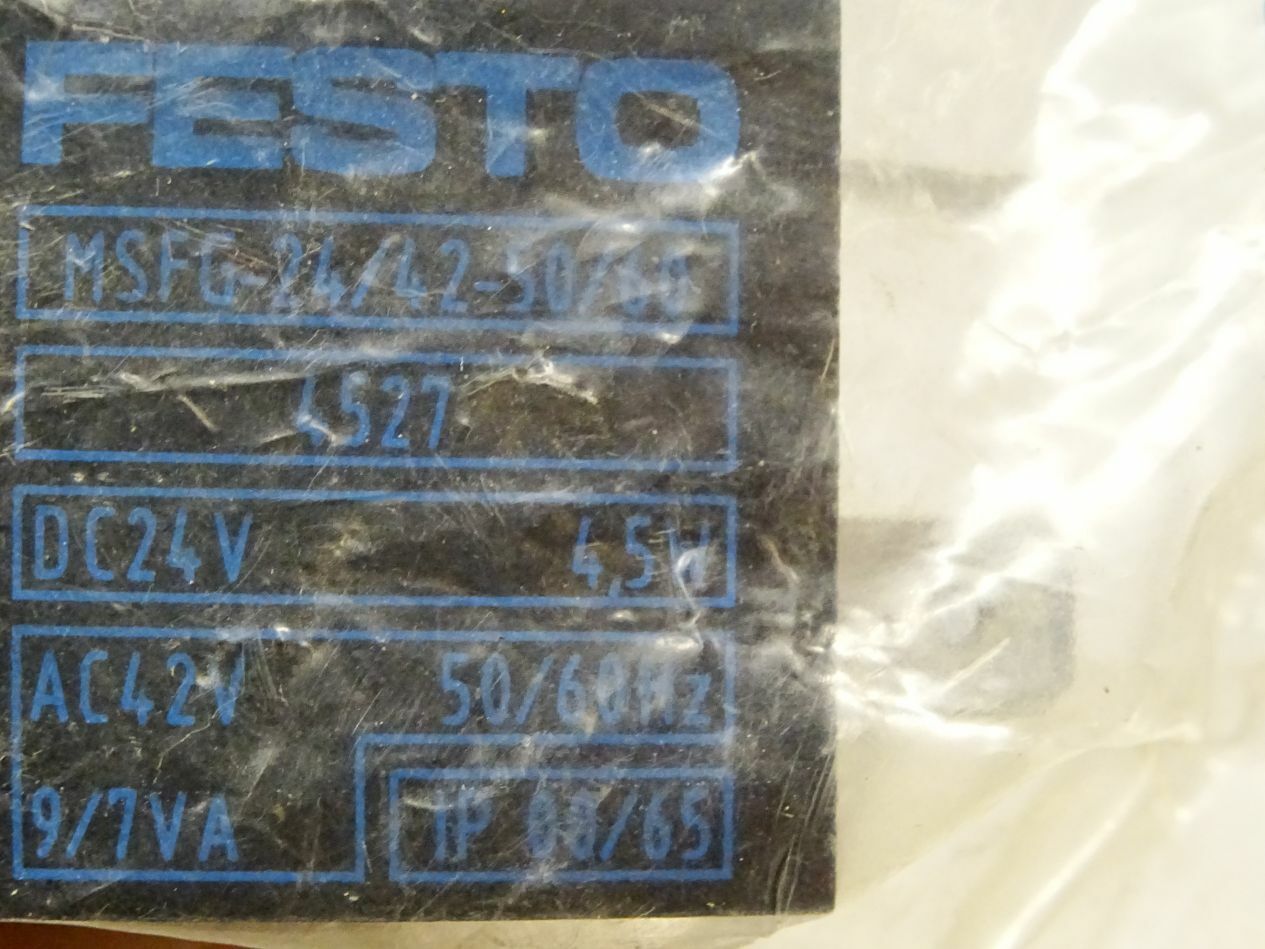 FESTO
MSFG-24/42-50/60
4527
DC24V 4,5W
AC42V 50/60Hz
9/7VA IP 00/65